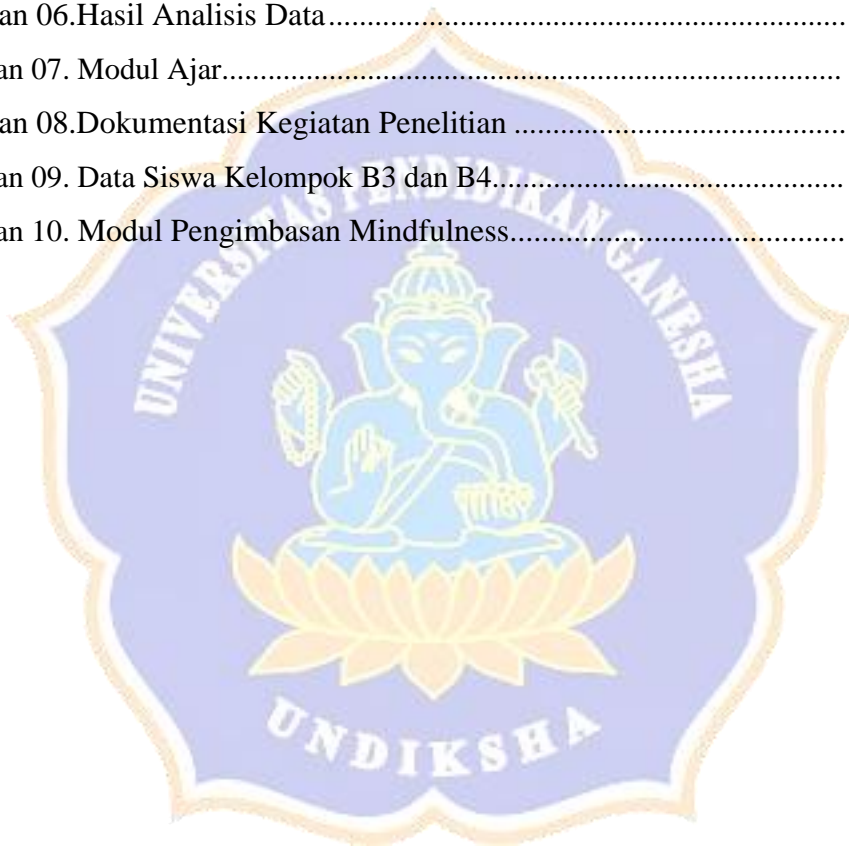 an 06.Hasil Analisis Data.......................................................................
an 07. Modul Ajar...................................................................................
an 08.Dokumentasi Kegiatan Penelitian .............................................
an 09. Data Siswa Kelompok B3 dan B4...............................................
an 10. Modul Pengimbasan Mindfulness.............................................
UNIVERSITAS PENDIDIKAN GANESHA
UNDIKSHA